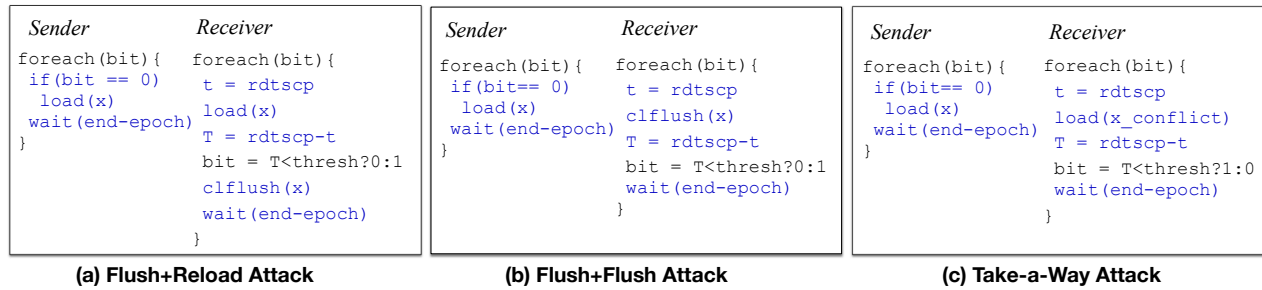 Sender
foreach(bit){
if(bit == 0)
load(x)
wait(end-epoch)
}
Receiver
foreach(bit){
t = rdtscp
load(x)
T = rdtscp-t
bit = T<thresh?0:1
clflush(x)
wait(end-epoch)
}
(a) Flush+Reload Attack
Sender
foreach(bit){
if(bit== 0)
load(x)
wait(end-epoch)
}
Receiver
foreach(bit){
t = rdtscp
clflush(x)
T = rdtscp-t
bit = T<thresh?0:1
wait(end-epoch)
}
(b) Flush+Flush Attack
Sender
foreach(bit){
if(bit==0)
load(x)
wait(end-epoch)
}
Receiver
foreach(bit){
t = rdtscp
load(x_conflict)
T = rdtscp-t
bit = T<thresh?1:0
wait(end-epoch)
}
(c) Take-a-Way Attack